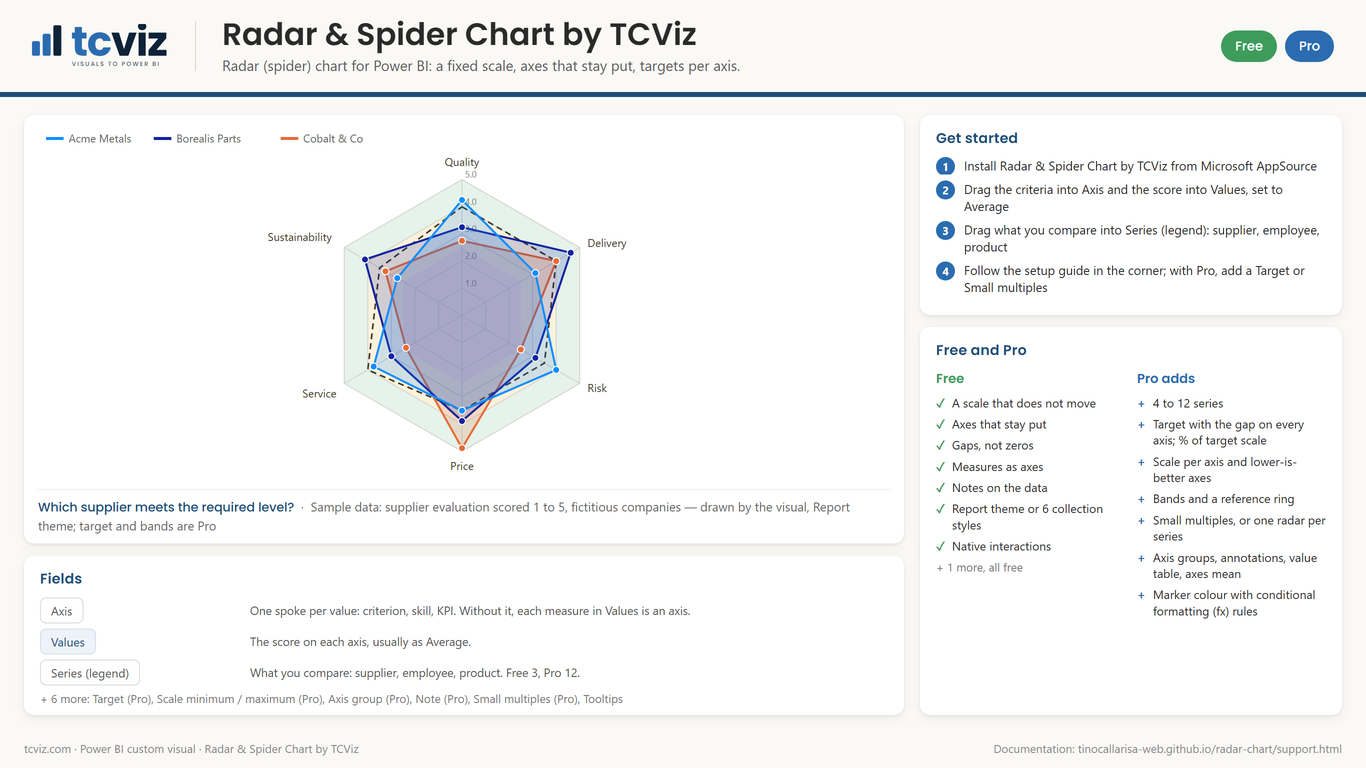 tcviz
VISUALS TO POWER BI
Radar & Spider Chart by TCViz
Radar (spider) chart for Power BI: a fixed scale, axes that stay put, targets per axis.
Free
Pro
Acme Metals
Borealis Parts
Cobalt & Co
Quality
5.0
4.0
3.0
2.0
1.0
Sustainability
Delivery
Service
Risk
Price
Which supplier meets the required level? · Sample data: supplier evaluation scored 1 to 5, fictitious companies — drawn by the visual, Report
theme; target and bands are Pro
Fields
Axis
One spoke per value: criterion, skill, KPI. Without it, each measure in Values is an axis.
Values
The score on each axis, usually as Average.
Series (legend)
What you compare: supplier, employee, product. Free 3, Pro 12.
+ 6 more: Target (Pro), Scale minimum / maximum (Pro), Axis group (Pro), Note (Pro), Small multiples (Pro), Tooltips
Get started
1 Install Radar & Spider Chart by TCViz from Microsoft AppSource
2 Drag the criteria into Axis and the score into Values, set to
Average
3 Drag what you compare into Series (legend): supplier, employee,
product
4 Follow the setup guide in the corner; with Pro, add a Target or
Small multiples
Free and Pro
Free
✓ A scale that does not move
✓ Axes that stay put
✓ Gaps, not zeros
✓ Measures as axes
✓ Notes on the data
✓ Report theme or 6 collection
styles
✓ Native interactions
+ 1 more, all free
Pro adds
+ 4 to 12 series
+ Target with the gap on every
axis; % of target scale
+ Scale per axis and lower-is-
better axes
+ Bands and a reference ring
+ Small multiples, or one radar per
series
+ Axis groups, annotations, value
table, axes mean
+ Marker colour with conditional
formatting (fx) rules
tcviz.com · Power BI custom visual · Radar & Spider Chart by TCViz
Documentation: tinocallarisa-web.github.io/radar-chart/support.html